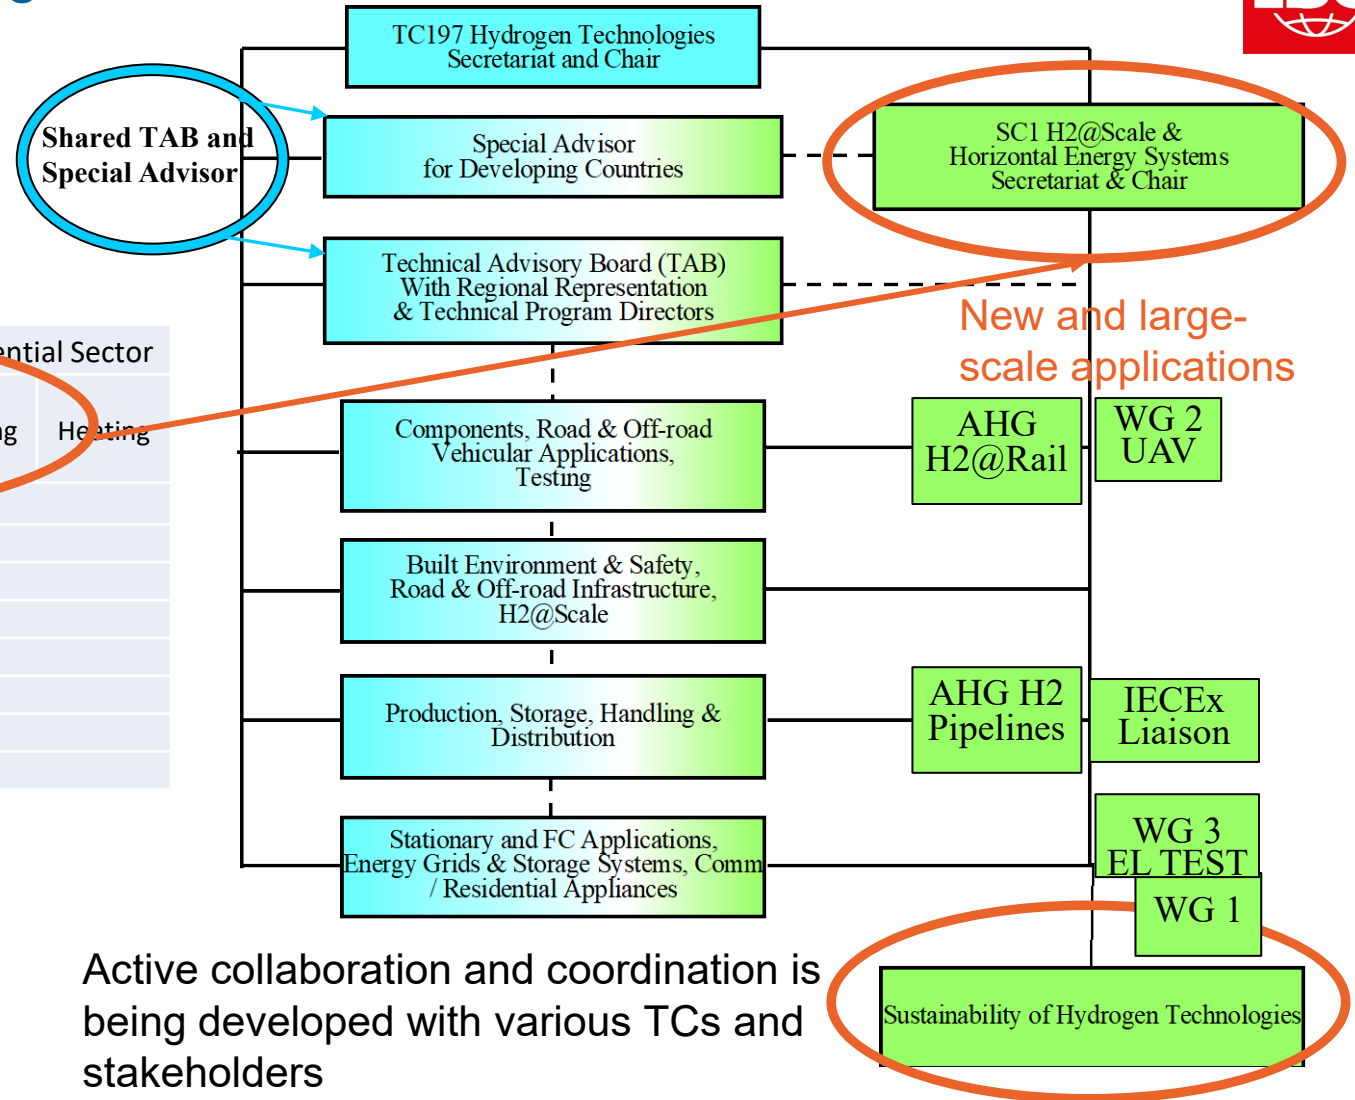 TC197 Hydrogen Technologies
Secretariat and Chair
Shared TAB and
Special Advisor
Special Advisor
for Developing Countries
SC1 H2@Scale &
Horizontal Energy Systems
Secretariat & Chair
Technical Advisory Board (TAB)
With Regional Representation
& Technical Program Directors
New and large-
scale applications
Sector
Heating
Components, Road & Off-road
Vehicular Applications,
Testing
AHG
H2@Rail
WG 2
UAV
Built Environment & Safety,
Road & Off-road Infrastructure,
H2@Scale
Production, Storage, Handling &
Distribution
AHG H2
Pipelines
IECEx
Liaison
Stationary and FC Applications,
Energy Grids & Storage Systems, Comm
/ Residential Appliances
WG 3
EL TEST
WG 1
Sustainability of Hydrogen Technologies
Active collaboration and coordination is
being developed with various TCs and
stakeholders